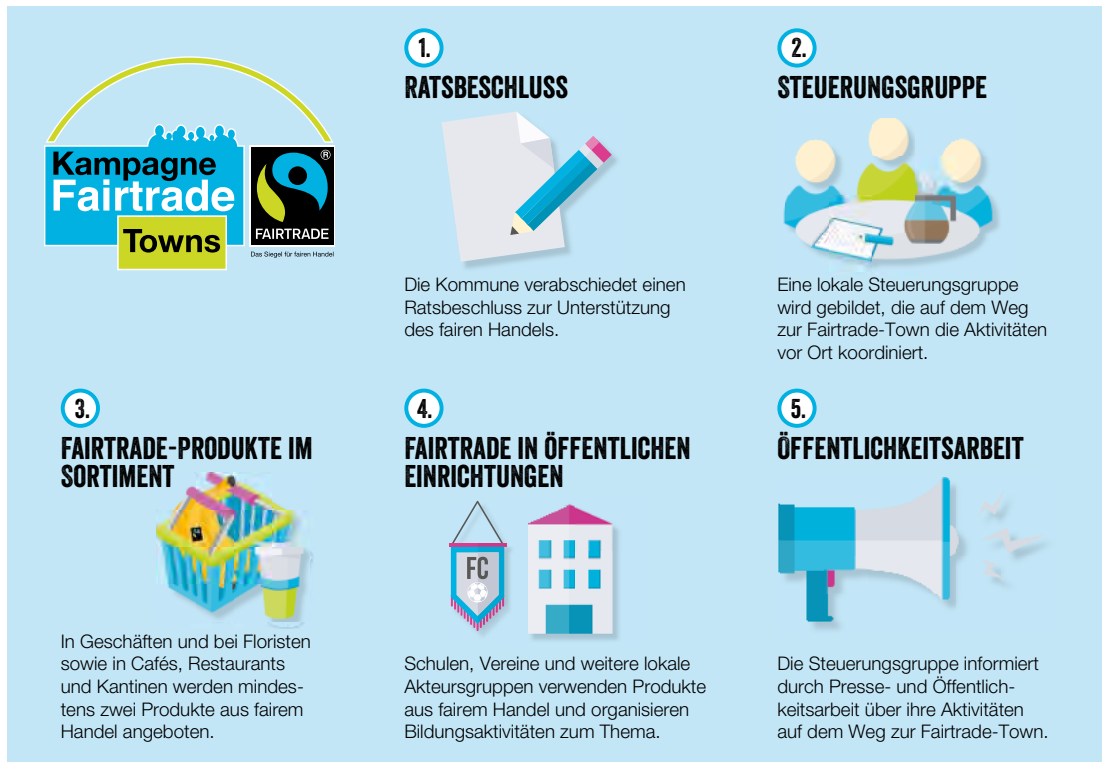 Kampagne
Fairtrade
Towns
®
FAIRTRADE
Das Siegel für fairen Handel
1.
RATSBESCHLUSS
Die Kommune verabschiedet einen
Ratsbeschluss zur Unterstützung
des fairen Handels.
2.
STEUERUNGSGRUPPE
Eine lokale Steuerungsgruppe
wird gebildet, die auf dem Weg
zur Fairtrade-Town die Aktivitäten
vor Ort koordiniert.
3.
FAIRTRADE-PRODUKTE IM
SORTIMENT
In Geschäften und bei Floristen
sowie in Cafés, Restaurants
und Kantinen werden mindes-
tens zwei Produkte aus fairem
Handel angeboten.
4.
FAIRTRADE IN ÖFFENTLICHEN
EINRICHTUNGEN
FC
Schulen, Vereine und weitere lokale
Akteursgruppen verwenden Produkte
aus fairem Handel und organisieren
Bildungsaktivitäten zum Thema.
5.
ÖFFENTLICHKEITSARBEIT
Die Steuerungsgruppe informiert
durch Presse- und Öffentlich-
keitsarbeit über ihre Aktivitäten
auf dem Weg zur Fairtrade-Town.